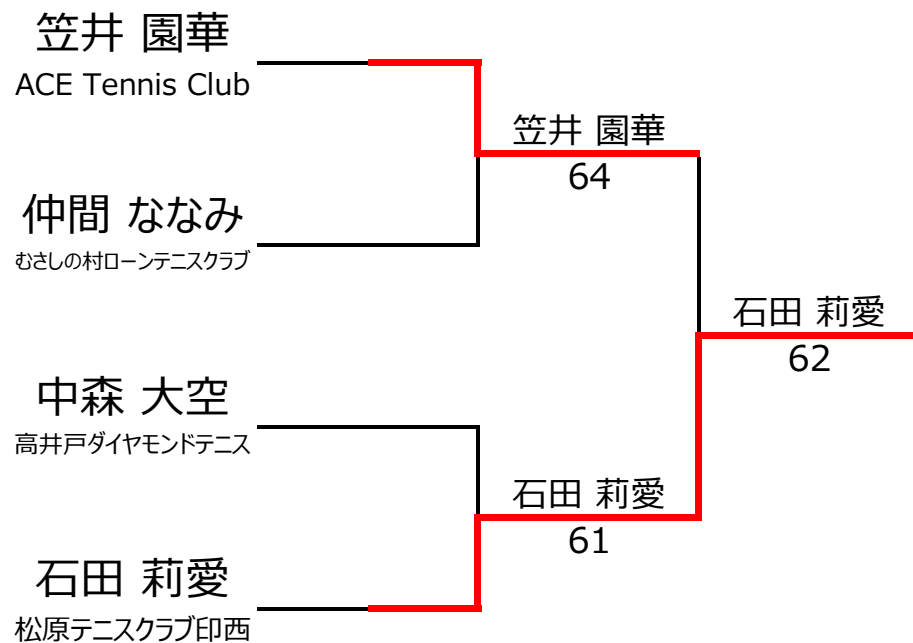 笠井 園華
ACE Tennis Club
笠井 園華
64
仲間 ななみ
むさしの村ローンテニスクラブ
石田 莉愛
62
中森 大空
高井戸ダイヤモンドテニス
石田 莉愛
61
石田 莉愛
松原テニスクラブ印西